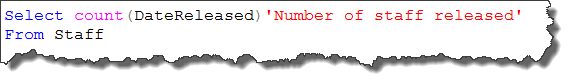 Select count(DateReleased)'Number of staff released'
From Staff